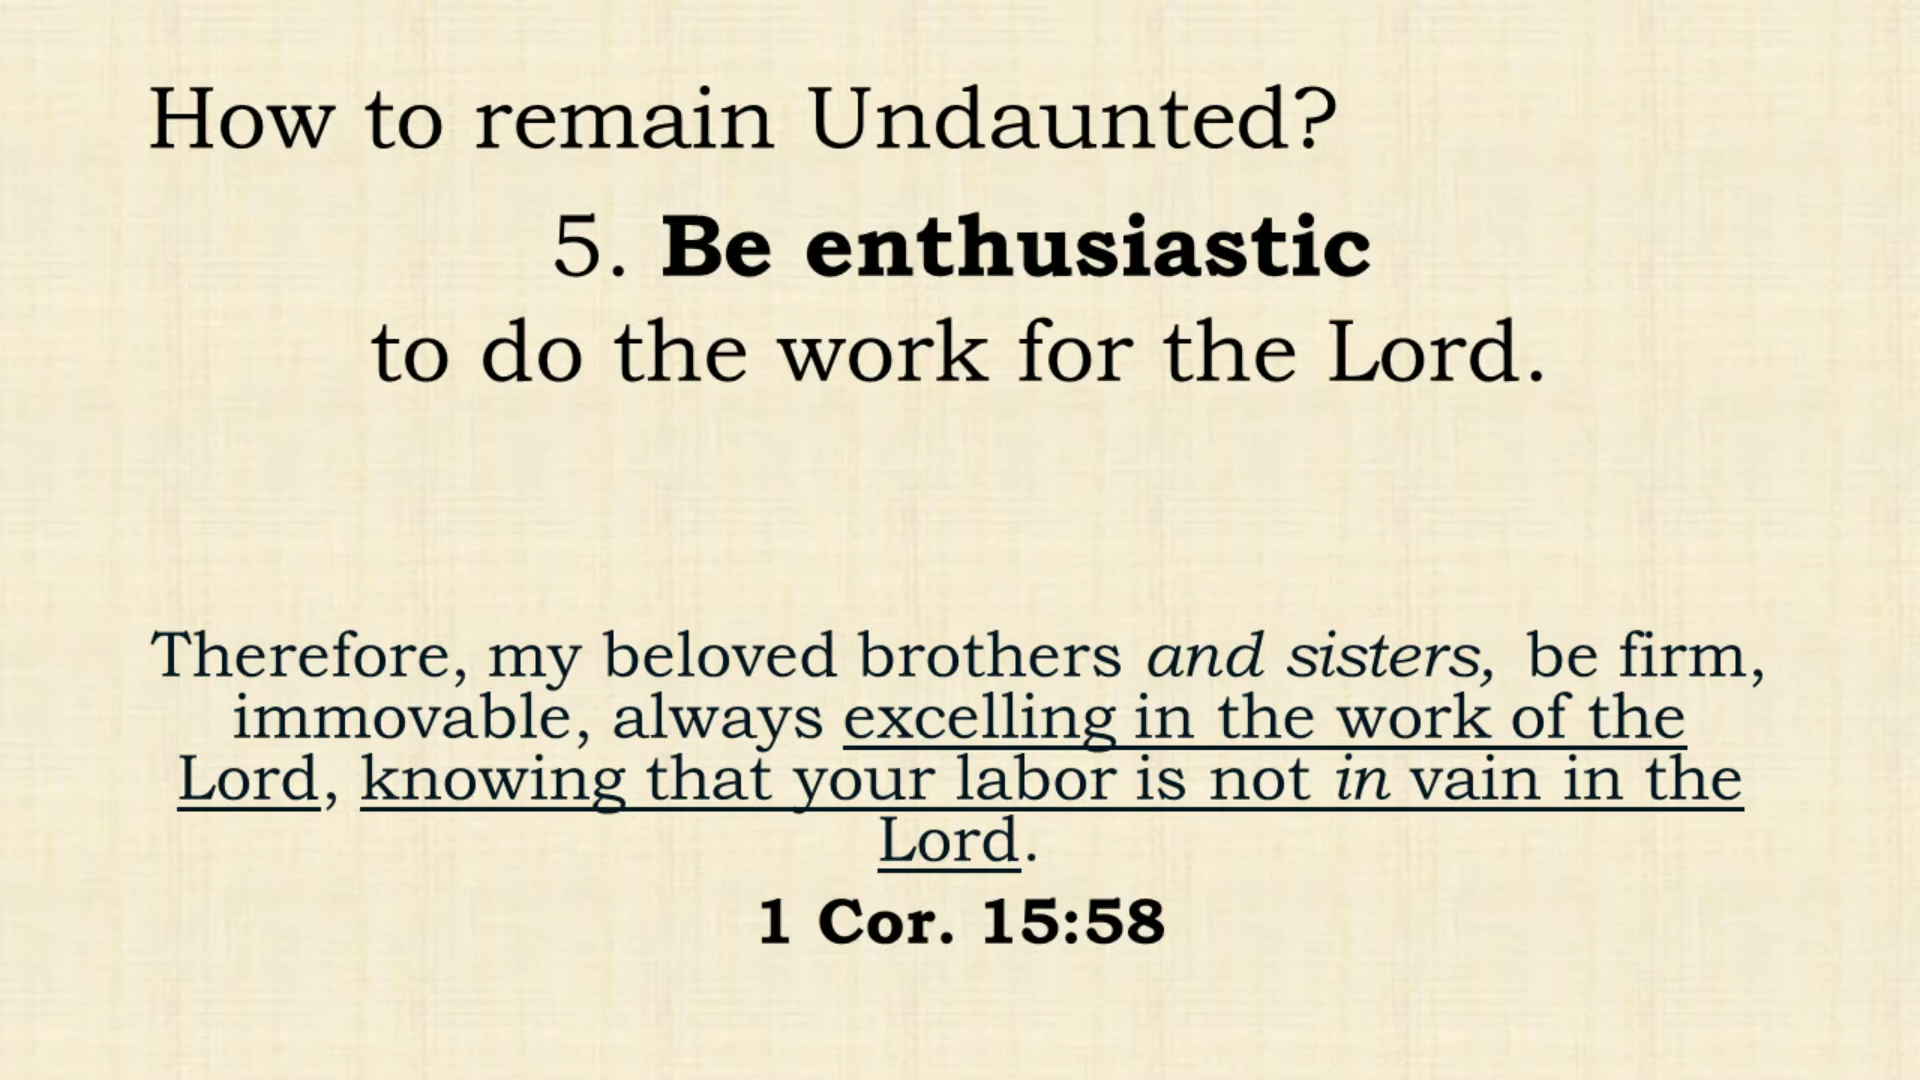 How to remain Undaunted?
5. Be enthusiastic
to do the work for the Lord.
Therefore, my beloved brothers and sisters, be firm,
immovable, always excelling in the work of the
Lord, knowing that your labor is not in vain in the
Lord.
1 Cor. 15:58